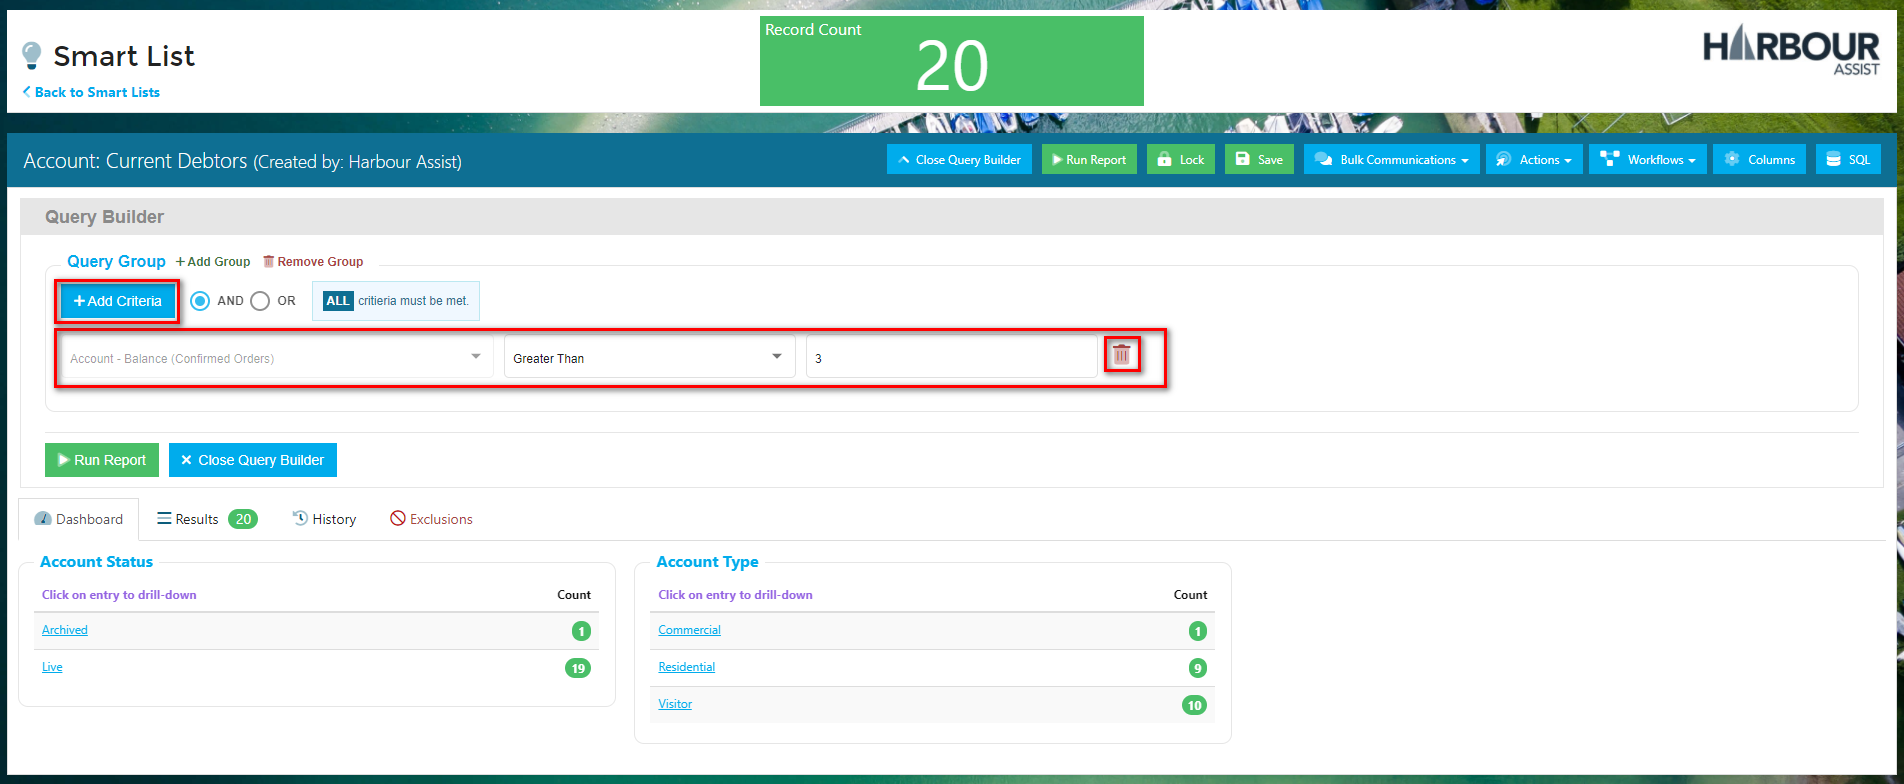 Record Count
20
Smart List
Back to Smart Lists
HARBOUR
ASSIST
Account: Current Debtors (Created by: Harbour Assist)
Close Query Builder
Run Report
Lock
Save
Bulk Communications
Actions
Workflows
Columns
SQL
Query Builder
Query Group
+ Add Group
Remove Group
+ Add Criteria
AND
OR
ALL critieria must be met.
Account - Balance (Confirmed Orders)
Greater Than
3
Run Report
Close Query Builder
Dashboard
Results 20
History
Exclusions
Account Status
Click on entry to drill-down Count
Archived 1
Live 19
Account Type
Click on entry to drill-down Count
Commercial 1
Residential 9
Visitor 10